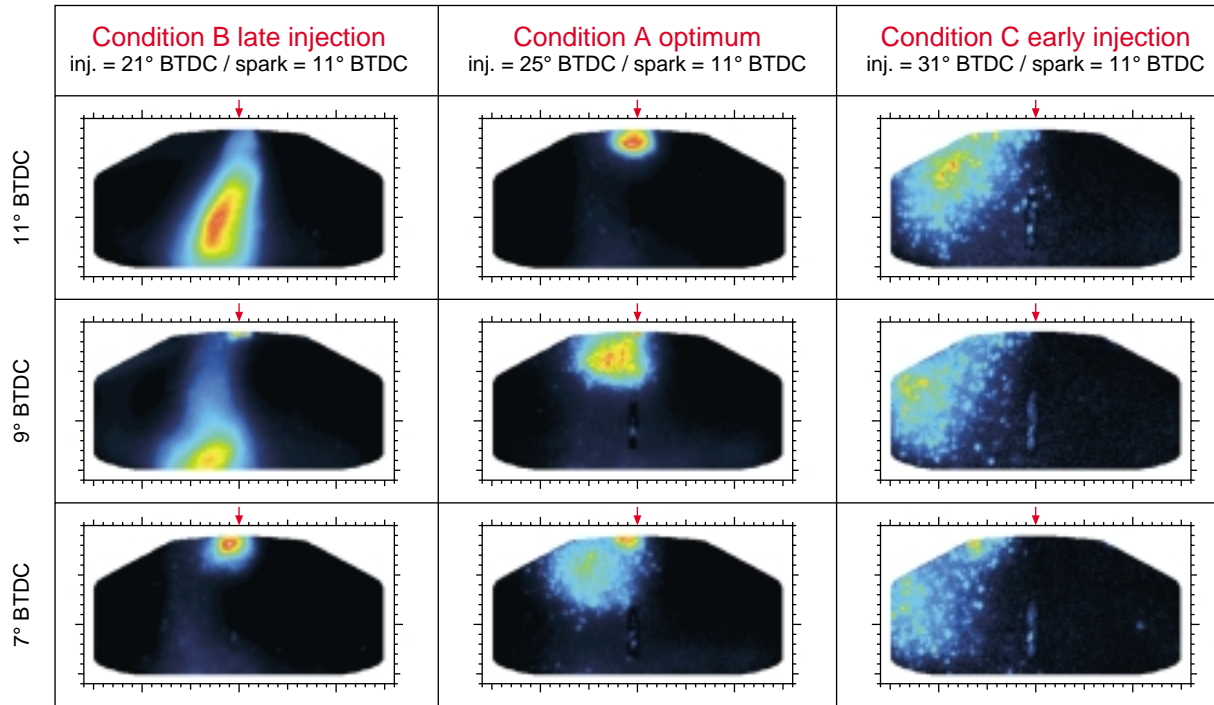 Condition B late injection
inj. = 21° BTDC / spark = 11° BTDC
Condition A optimum
inj. = 25° BTDC / spark = 11° BTDC
Condition C early injection
inj. = 31° BTDC / spark = 11° BTDC
11° BTDC
9° BTDC
7° BTDC